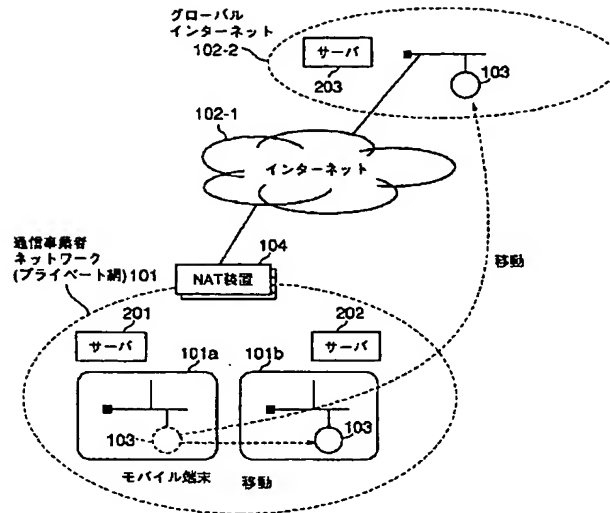 グローバル
インターネット
102-2
サーバ
203
103
102-1
インターネット
通信事業者
ネットワーク
(プライベート網)101
104
NAT装置
移動
201
サーバ
202
サーバ
101a
101b
103
103
モバイル端末
移動